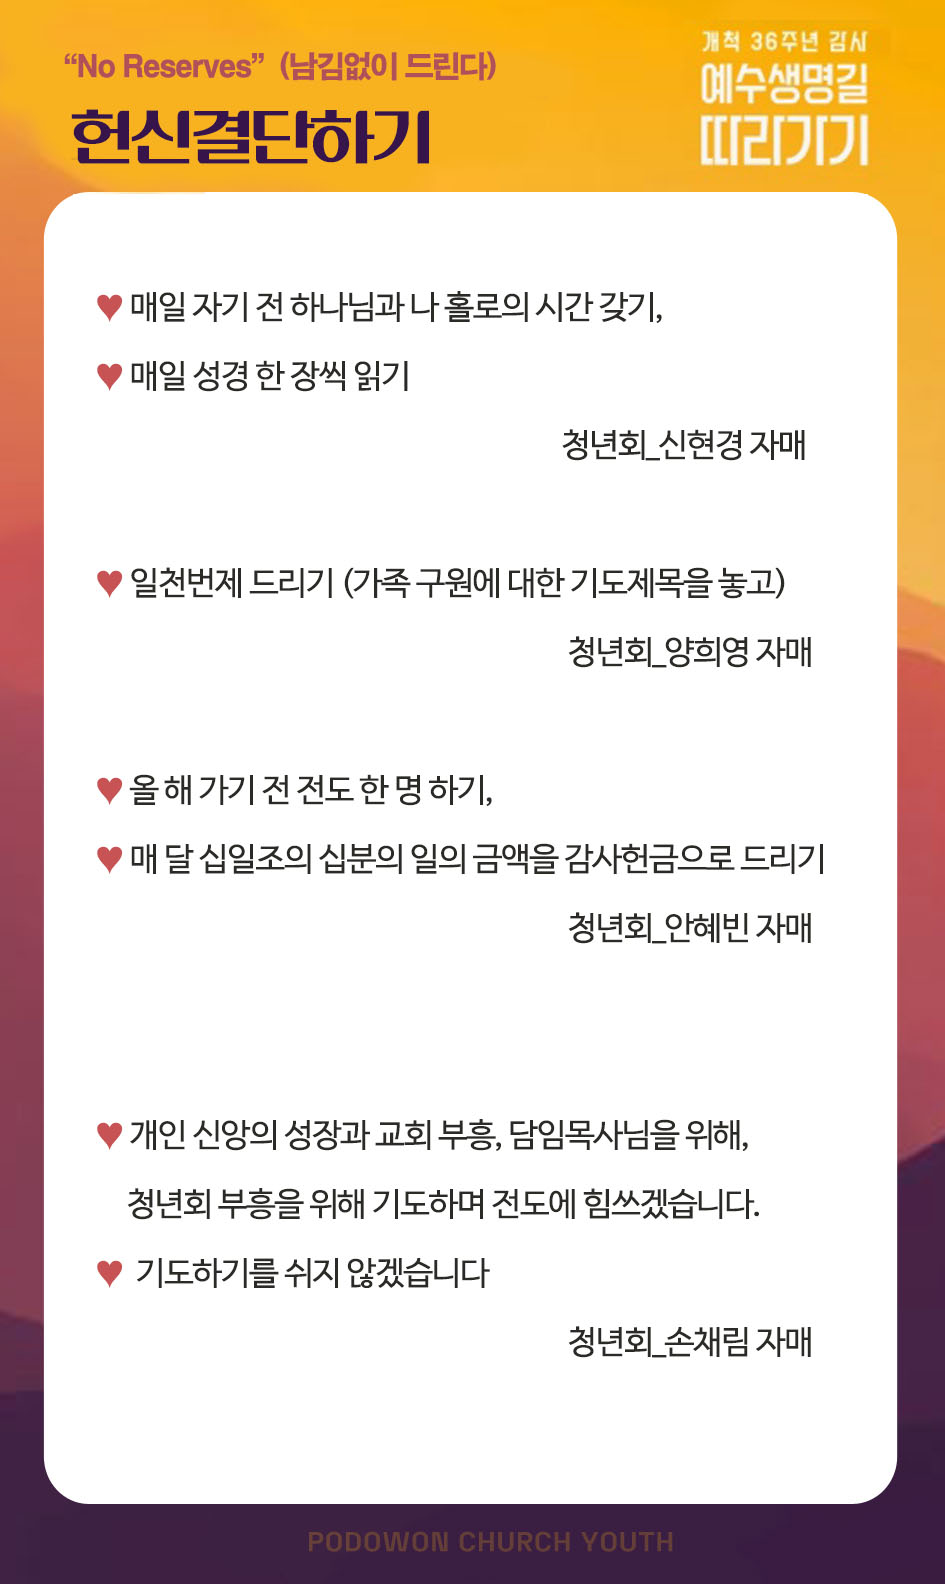 “No Reserves” (남김없이 드린다)
헌신결단하기
개척 36주년 감사
예수생명길
따라가기
♥ 매일 자기 전 하나님과 나 홀로의 시간 갖기,
♥ 매일 성경 한 장씩 읽기
청년회_신현경 자매
♥ 일천번제 드리기 (가족 구원에 대한 기도제목을 놓고)
청년회_양희영 자매
♥ 올 해 가기 전 전도 한 명 하기,
♥ 매 달 십일조의 십분의 일의 금액을 감사헌금으로 드리기
청년회_안혜빈 자매
♥ 개인 신앙의 성장과 교회 부흥, 담임목사님을 위해,
청년회 부흥을 위해 기도하며 전도에 힘쓰겠습니다.
♥ 기도하기를 쉬지 않겠습니다
청년회_손채림 자매
PODOWON CHURCH YOUTH